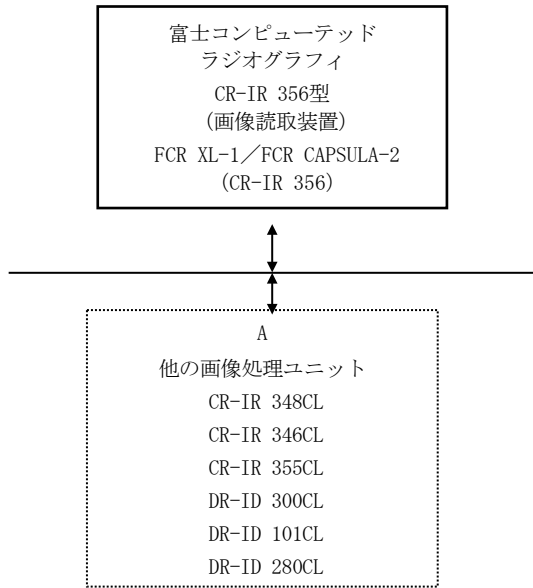 富士コンピューテッド
ラジオグラフィ
CR-IR 356型
(画像読取装置)
FCR XL-1／FCR CAPSULA-2
(CR-IR 356)
A
他の画像処理ユニット
CR-IR 348CL
CR-IR 346CL
CR-IR 355CL
DR-ID 300CL
DR-ID 101CL
DR-ID 280CL